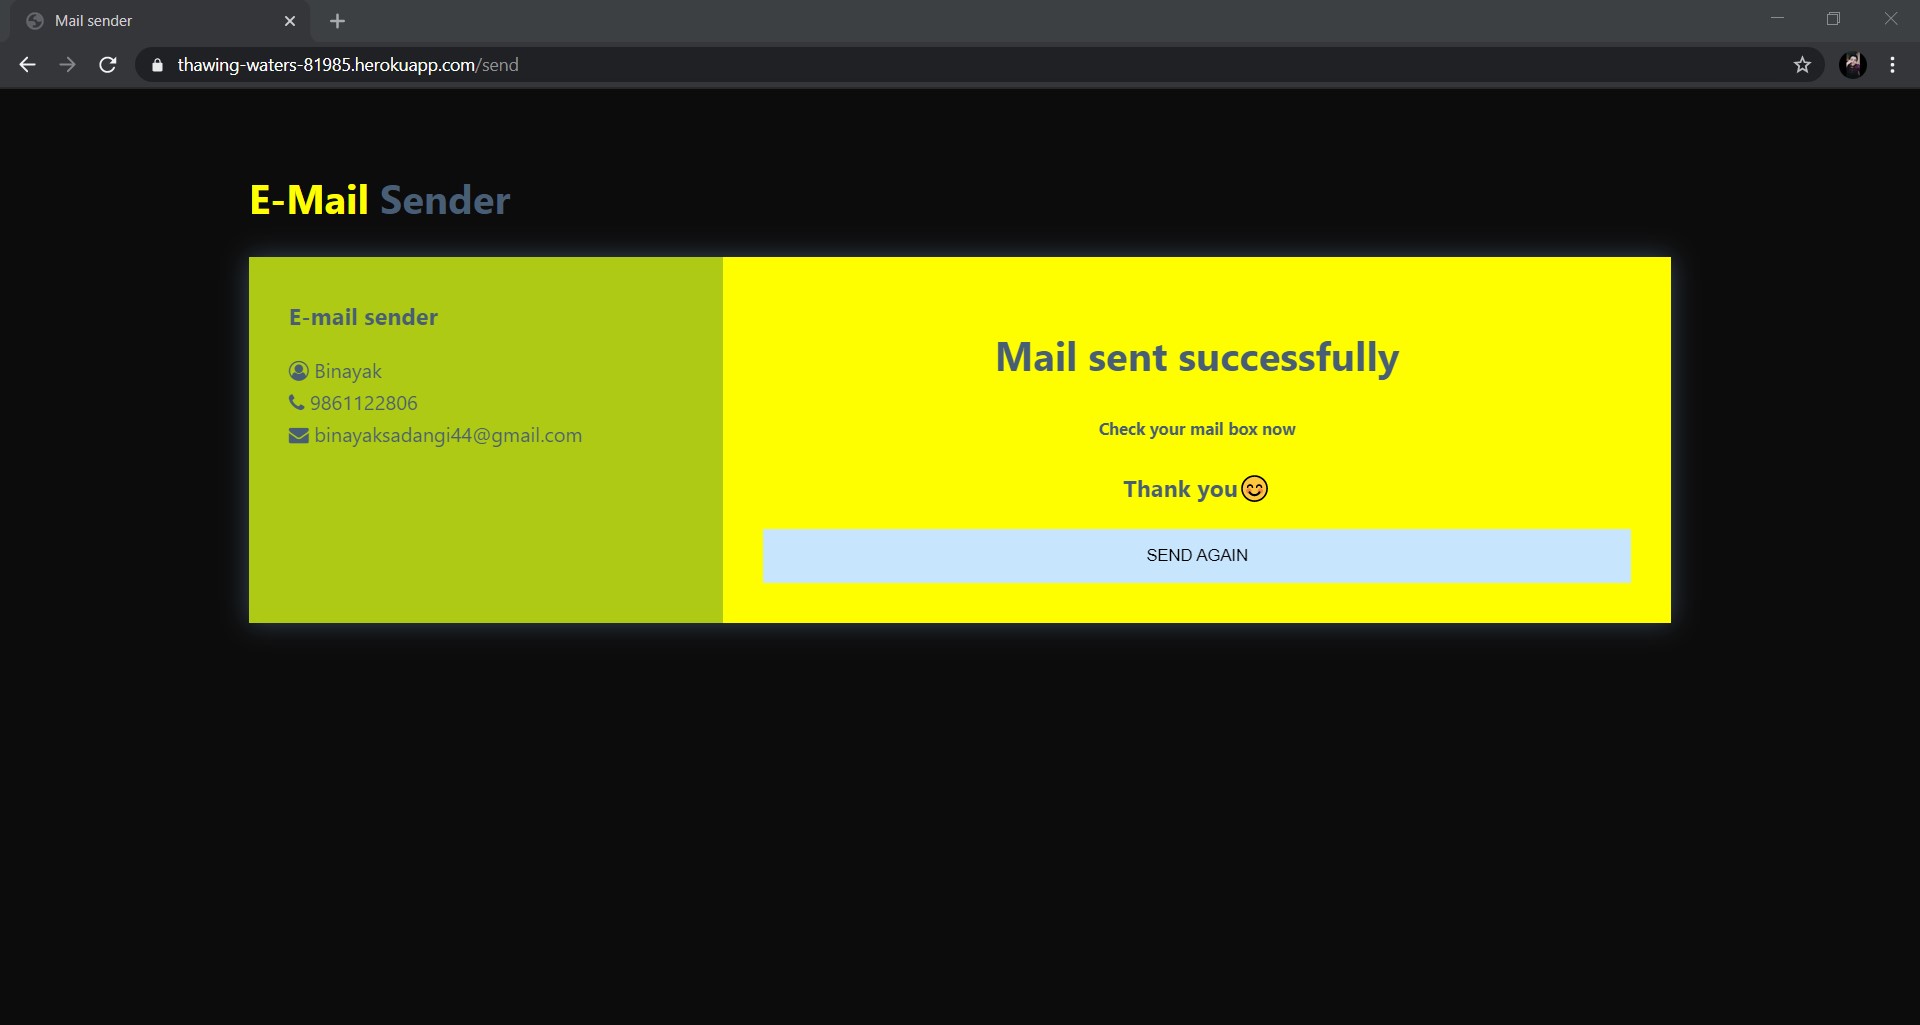 Mail sender
thawing-waters-81985.herokuapp.com/send
E-Mail Sender
E-mail sender
Binayak
9861122806
binayaksadangi44@gmail.com
Mail sent successfully
Check your mail box now
Thank you😊
SEND AGAIN